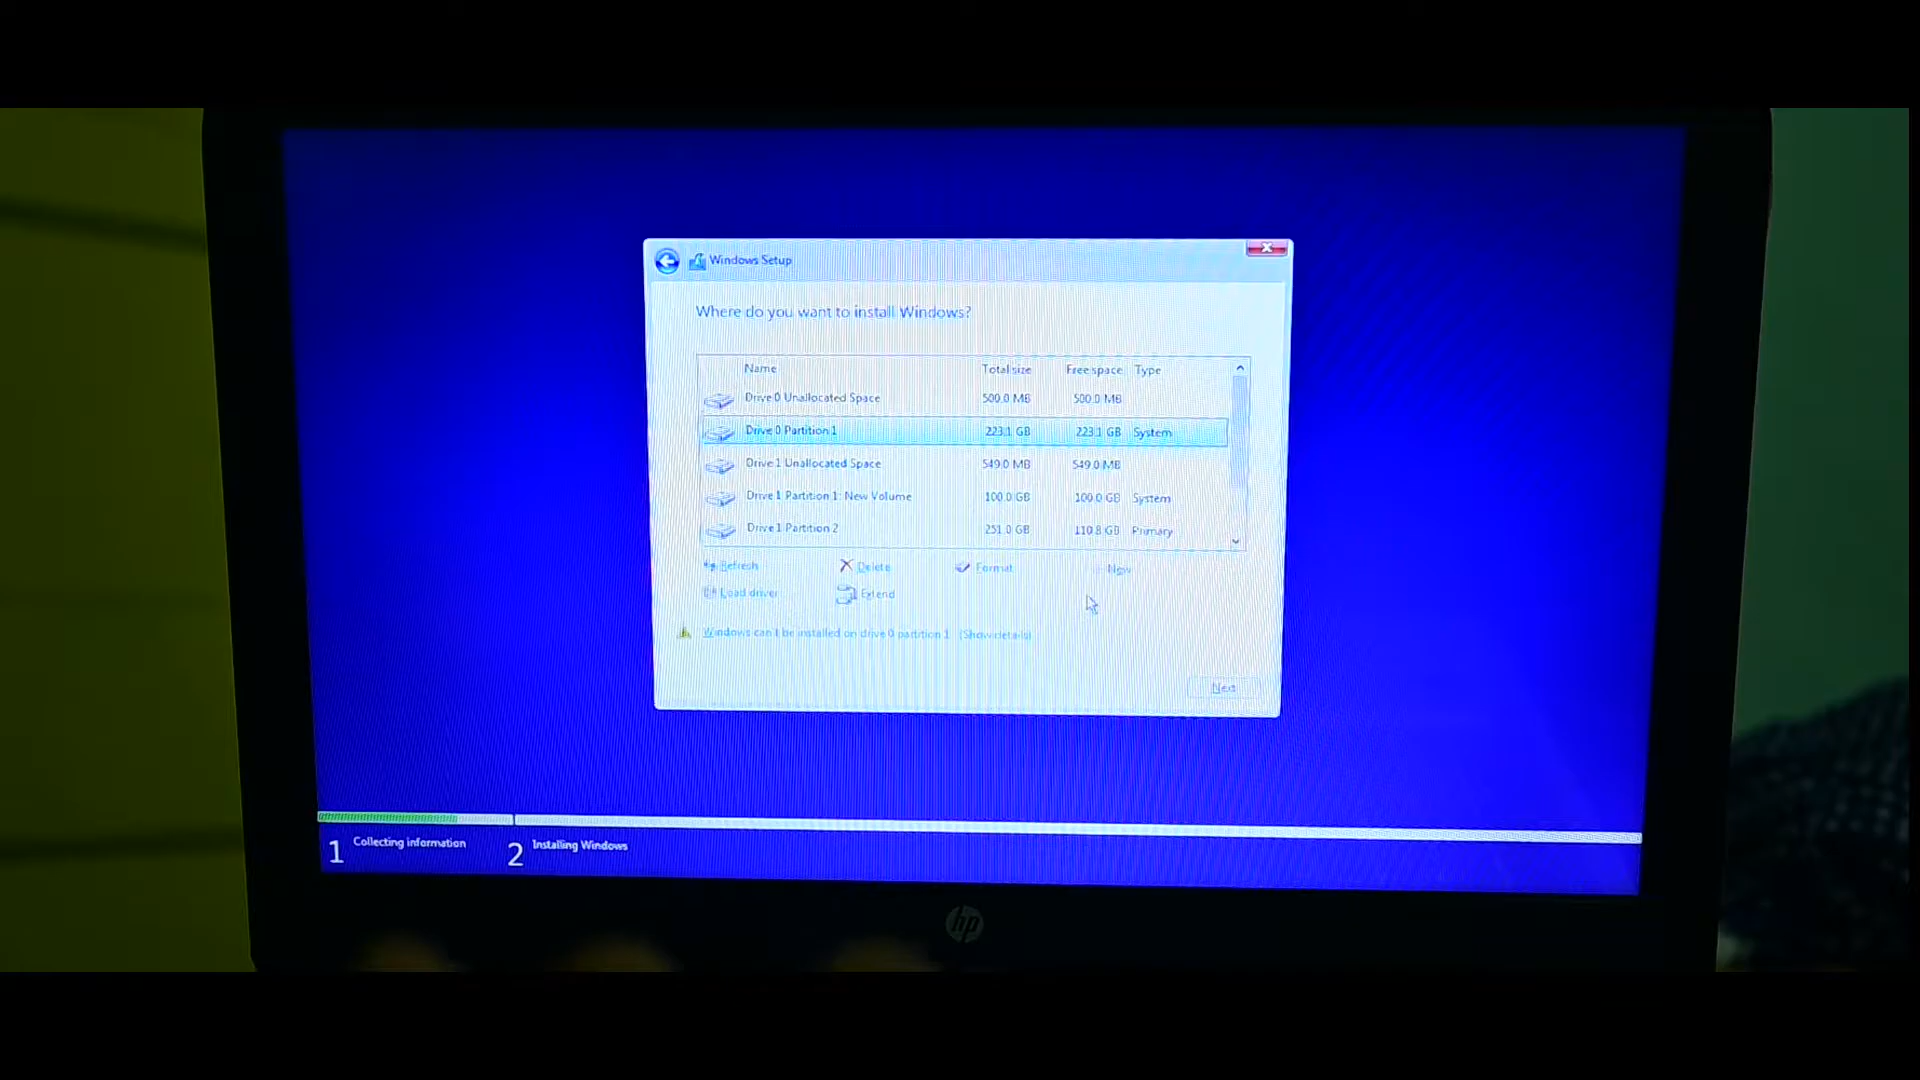 Windows Setup
Where do you want to install Windows?
Name Total size Free space Type
Drive 0 Unallocated Space 500.0 MB 500.0 MB
Drive 0 Partition 1 223.1 GB 223.1 GB System
Drive 1 Unallocated Space 549.0 MB 549.0 MB
Drive 1 Partition 1: New Volume 100.0 GB 100.0 GB System
Drive 1 Partition 2 251.0 GB 110.8 GB Primary
Refresh Delete Format New
Load driver Extend
Windows can't be installed on drive 0 partition 1. (Show details)
Next
1 Collecting information 2 Installing Windows
hp